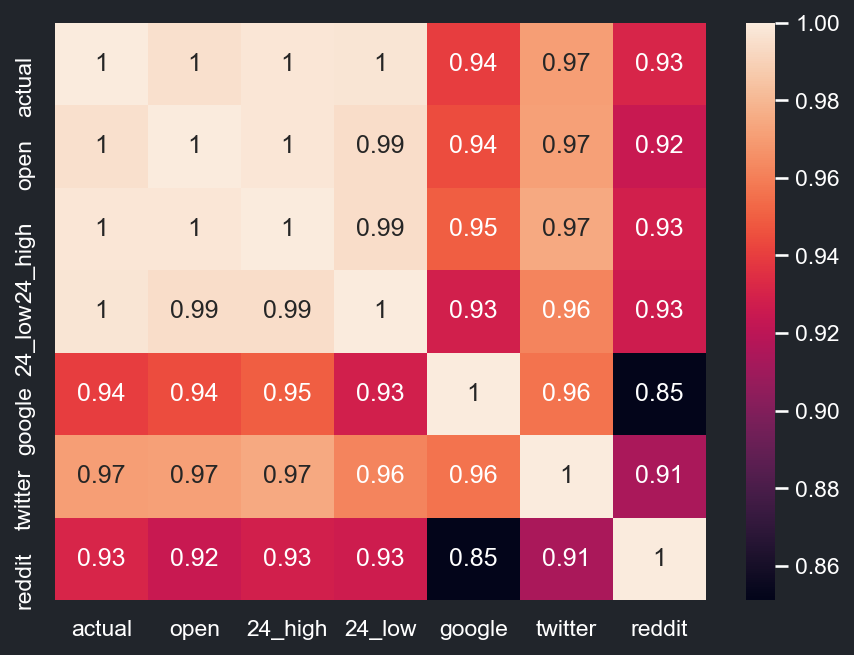 actual 1 1 1 1 0.94 0.97 0.93
open 1 1 1 0.99 0.94 0.97 0.92
24_high 1 1 1 0.99 0.95 0.97 0.93
24_low 1 0.99 0.99 1 0.93 0.96 0.93
google 0.94 0.94 0.95 0.93 1 0.96 0.85
twitter 0.97 0.97 0.97 0.96 0.96 1 0.91
reddit 0.93 0.92 0.93 0.93 0.85 0.91 1
actual open 24_high 24_low google twitter reddit
1.00
0.98
0.96
0.94
0.92
0.90
0.88
0.86